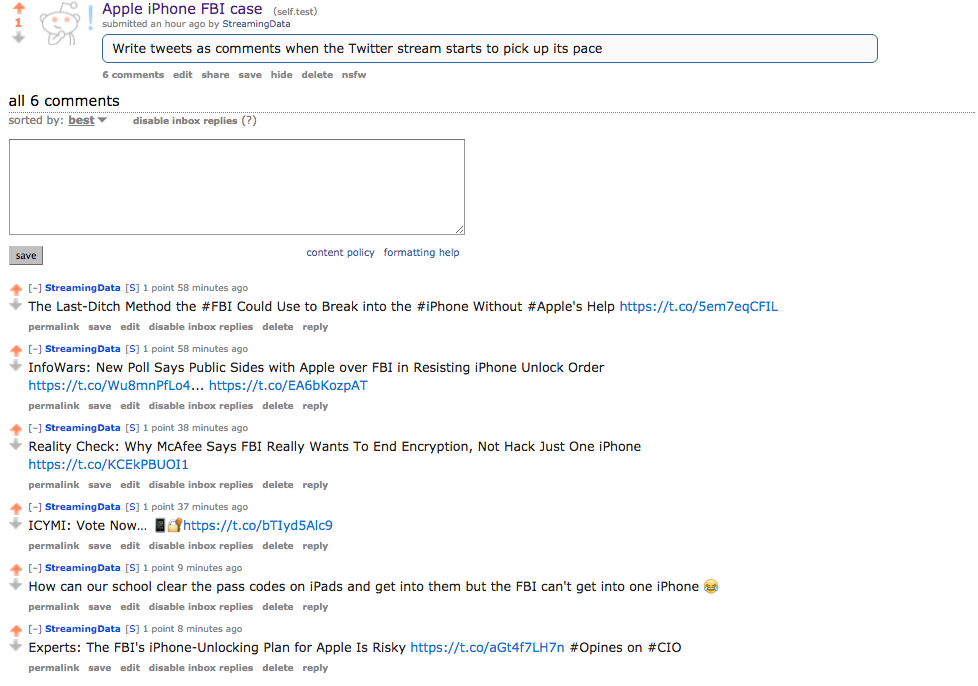 Apple iPhone FBI case (self.test)
1
submitted an hour ago by StreamingData
Write tweets as comments when the Twitter stream starts to pick up its pace
6 comments edit share save hide delete nsfw
all 6 comments
sorted by: best disable inbox replies (?)
save content policy formatting help
[–] StreamingData [S] 1 point 58 minutes ago
The Last-Ditch Method the #FBI Could Use to Break into the #iPhone Without #Apple's Help https://t.co/5em7eqCFIL
permalink save edit disable inbox replies delete reply
[–] StreamingData [S] 1 point 58 minutes ago
InfoWars: New Poll Says Public Sides with Apple over FBI in Resisting iPhone Unlock Order
https://t.co/Wu8mnPfLo4... https://t.co/EA6bKozpAT
permalink save edit disable inbox replies delete reply
[–] StreamingData [S] 1 point 38 minutes ago
Reality Check: Why McAfee Says FBI Really Wants To End Encryption, Not Hack Just One iPhone
https://t.co/KCEkPBUOI1
permalink save edit disable inbox replies delete reply
[–] StreamingData [S] 1 point 37 minutes ago
ICYMI: Vote Now… 📱🔐https://t.co/bTIyd5Alc9
permalink save edit disable inbox replies delete reply
[–] StreamingData [S] 1 point 9 minutes ago
How can our school clear the pass codes on iPads and get into them but the FBI can't get into one iPhone 😂
permalink save edit disable inbox replies delete reply
[–] StreamingData [S] 1 point 8 minutes ago
Experts: The FBI's iPhone-Unlocking Plan for Apple Is Risky https://t.co/aGt4f7LH7n #Opines on #CIO
permalink save edit disable inbox replies delete reply